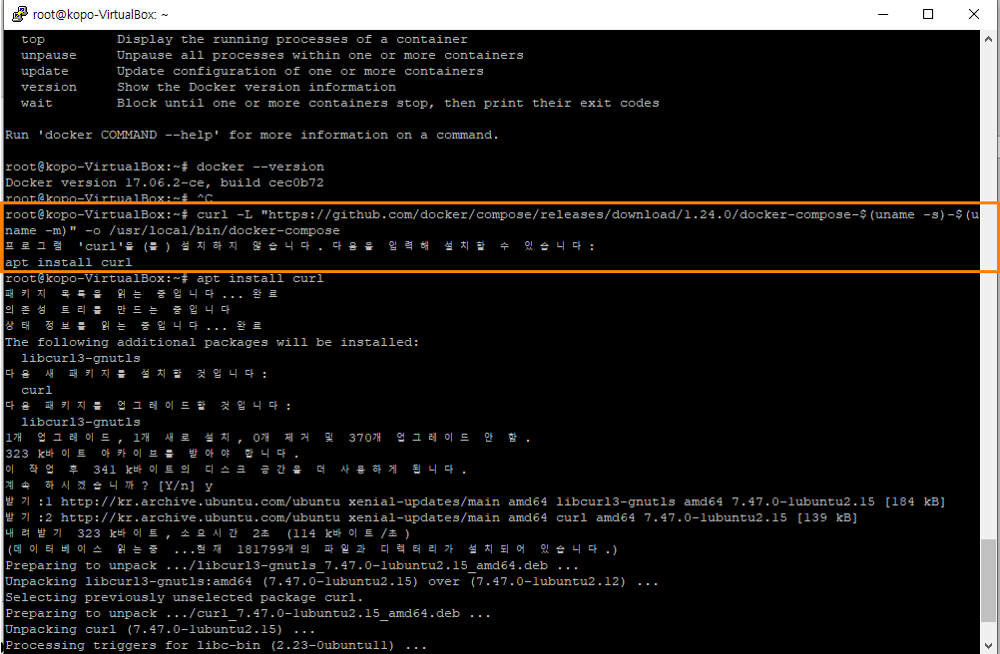 root@kopo-VirtualBox: ~
top Display the running processes of a container
unpause Unpause all processes within one or more containers
update Update configuration of one or more containers
version Show the Docker version information
wait Block until one or more containers stop, then print their exit codes
Run 'docker COMMAND --help' for more information on a command.
root@kopo-VirtualBox:~# docker --version
Docker version 17.06.2-ce, build cec0b72
root@kopo-VirtualBox:~# ^C
root@kopo-VirtualBox:~# curl -L "https://github.com/docker/compose/releases/download/1.24.0/docker-compose-$(uname -s)-$(u
name -m)" -o /usr/local/bin/docker-compose
프로그램 'curl'을(를) 설치하지 않습니다. 다음을 입력해 설치할 수 있습니다:
apt install curl
root@kopo-VirtualBox:~# apt install curl
패키지 목록을 읽는 중입니다... 완료
의존성 트리를 만드는 중입니다
상태 정보를 읽는 중입니다... 완료
The following additional packages will be installed:
libcurl3-gnutls
다음 새 패키지를 설치할 것입니다:
curl
다음 패키지를 업그레이드할 것입니다:
libcurl3-gnutls
1개 업그레이드, 1개 새로 설치, 0개 제거 및 370개 업그레이드 안 함.
323 k바이트 아카이브를 받아야 합니다.
이 작업 후 341 k바이트의 디스크 공간을 더 사용하게 됩니다.
계속 하시겠습니까? [Y/n] y
받기:1 http://kr.archive.ubuntu.com/ubuntu xenial-updates/main amd64 libcurl3-gnutls amd64 7.47.0-1ubuntu2.15 [184 kB]
받기:2 http://kr.archive.ubuntu.com/ubuntu xenial-updates/main amd64 curl amd64 7.47.0-1ubuntu2.15 [139 kB]
내려받기 323 k바이트, 소요시간 2초 (114 k바이트/초)
(데이터베이스 읽는중 ...현재 181799개의 파일과 디렉터리가 설치되어 있습니다.)
Preparing to unpack .../libcurl3-gnutls_7.47.0-1ubuntu2.15_amd64.deb ...
Unpacking libcurl3-gnutls:amd64 (7.47.0-1ubuntu2.15) over (7.47.0-1ubuntu2.12) ...
Selecting previously unselected package curl.
Preparing to unpack .../curl_7.47.0-1ubuntu2.15_amd64.deb ...
Unpacking curl (7.47.0-1ubuntu2.15) ...
Processing triggers for libc-bin (2.23-0ubuntu11) ...